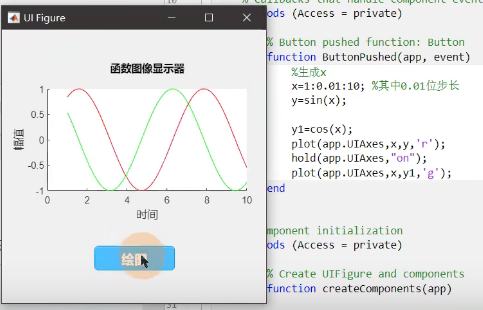 UI Figure
函数图像显示器
1
0.5
0
-0.5
-1
幅值
0
2
4
6
8
10
时间
绘图
% Callbacks that handle component event
ods (Access = private)
% Button pushed function: Button
function ButtonPushed(app, event)
%生成x
x=1:0.01:10; %其中0.01位步长
y=sin(x);
y1=cos(x);
plot(app.UIAxes,x,y,'r');
hold(app.UIAxes,"on");
plot(app.UIAxes,x,y1,'g');
end
mponent initialization
ods (Access = private)
% Create UIFigure and components
function createComponents(app)
31